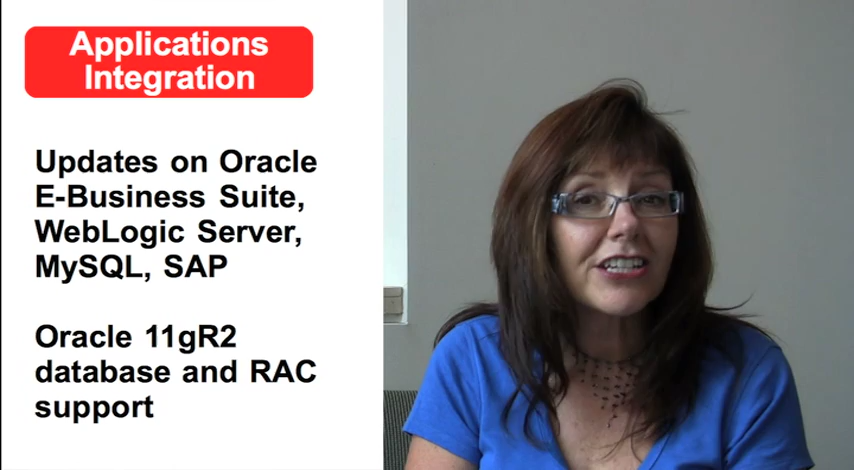 Applications
Integration
Updates on Oracle
E-Business Suite,
WebLogic Server,
MySQL, SAP
Oracle 11gR2
database and RAC
support